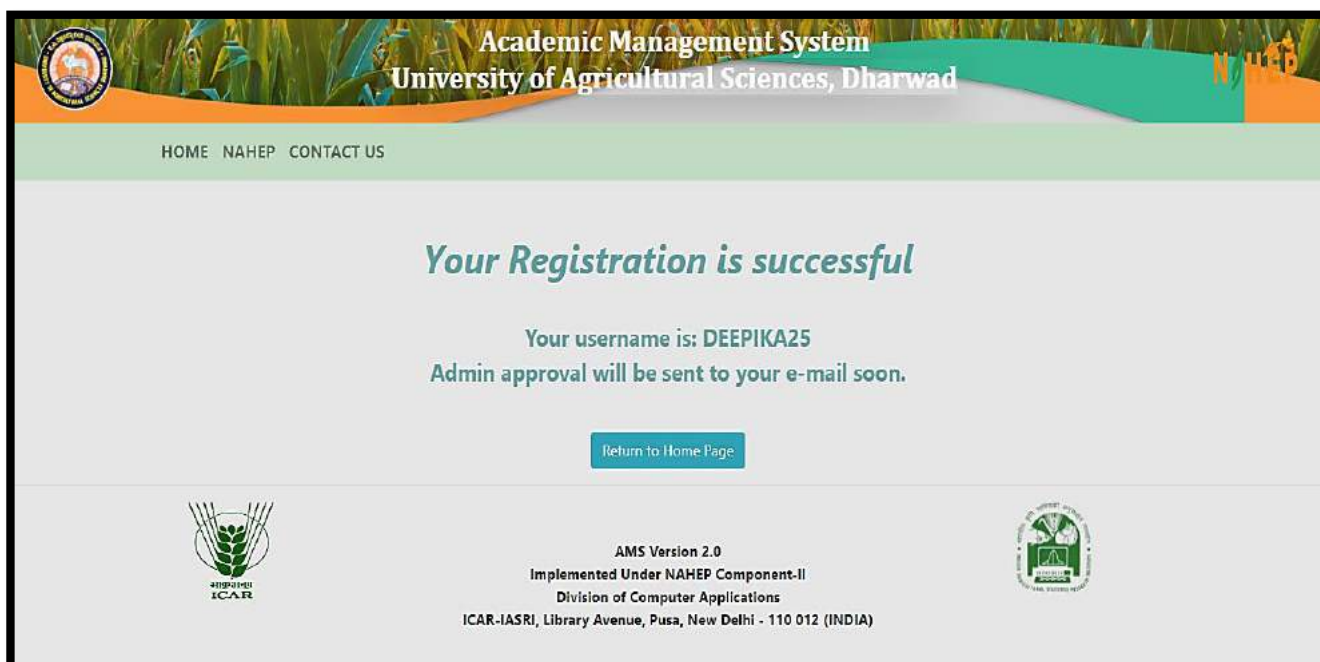 Academic Management System
University of Agricultural Sciences, Dharwad
NAHEP
HOME NAHEP CONTACT US
Your Registration is successful
Your username is: DEEPIKA25
Admin approval will be sent to your e-mail soon.
Return to Home Page
ICAR
AMS Version 2.0
Implemented Under NAHEP Component-II
Division of Computer Applications
ICAR-IASRI, Library Avenue, Pusa, New Delhi - 110 012 (INDIA)